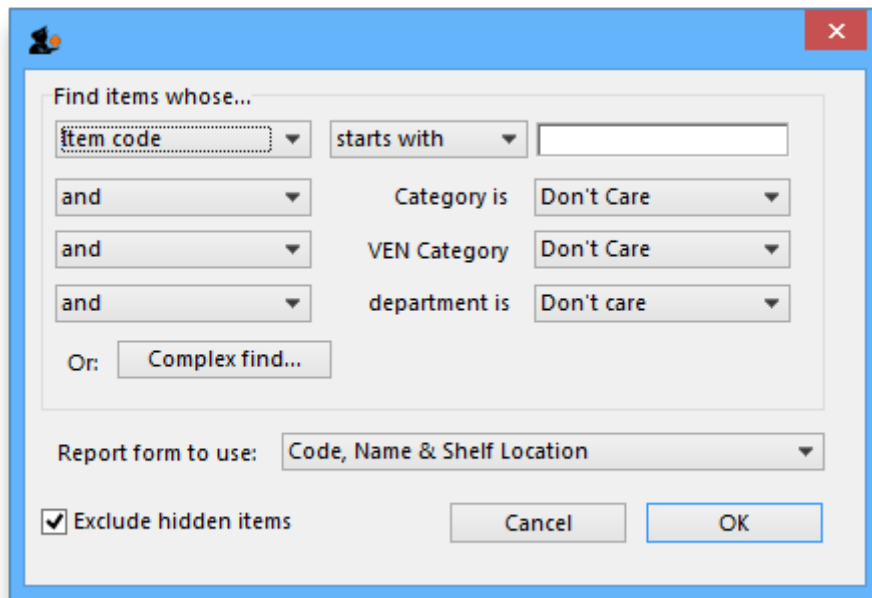 Find items whose...
Item code starts with
and Category is Don't Care
and VEN Category Don't Care
and department is Don't care
Or: Complex find...
Report form to use: Code, Name & Shelf Location
Exclude hidden items Cancel OK